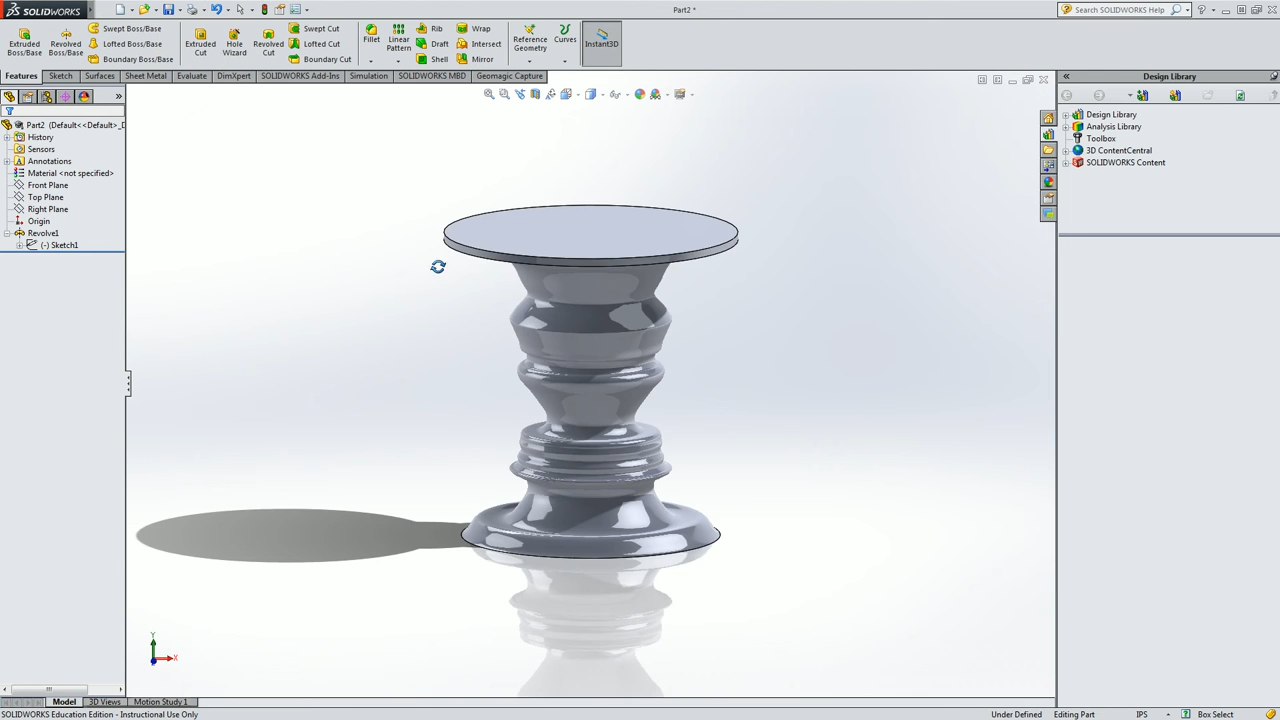 SOLIDWORKS
Part2 *
Search SOLIDWORKS Help
Extruded Boss/Base
Revolved Boss/Base
Swept Boss/Base
Lofted Boss/Base
Boundary Boss/Base
Extruded Cut
Hole Wizard
Revolved Cut
Swept Cut
Lofted Cut
Boundary Cut
Fillet
Linear Pattern
Rib
Draft
Shell
Wrap
Intersect
Mirror
Reference Geometry
Curves
Instant3D
Features
Sketch
Surfaces
Sheet Metal
Evaluate
DimXpert
SOLIDWORKS Add-Ins
Simulation
SOLIDWORKS MBD
Geomagic Capture
Part2 (Default<<Default>_D
History
Sensors
Annotations
Material <not specified>
Front Plane
Top Plane
Right Plane
Origin
Revolve1
(-) Sketch1
Design Library
Design Library
Analysis Library
Toolbox
3D ContentCentral
SOLIDWORKS Content
Y
X
Model
3D Views
Motion Study 1
SOLIDWORKS Education Edition - Instructional Use Only
Under Defined
Editing Part
IPS
Box Select